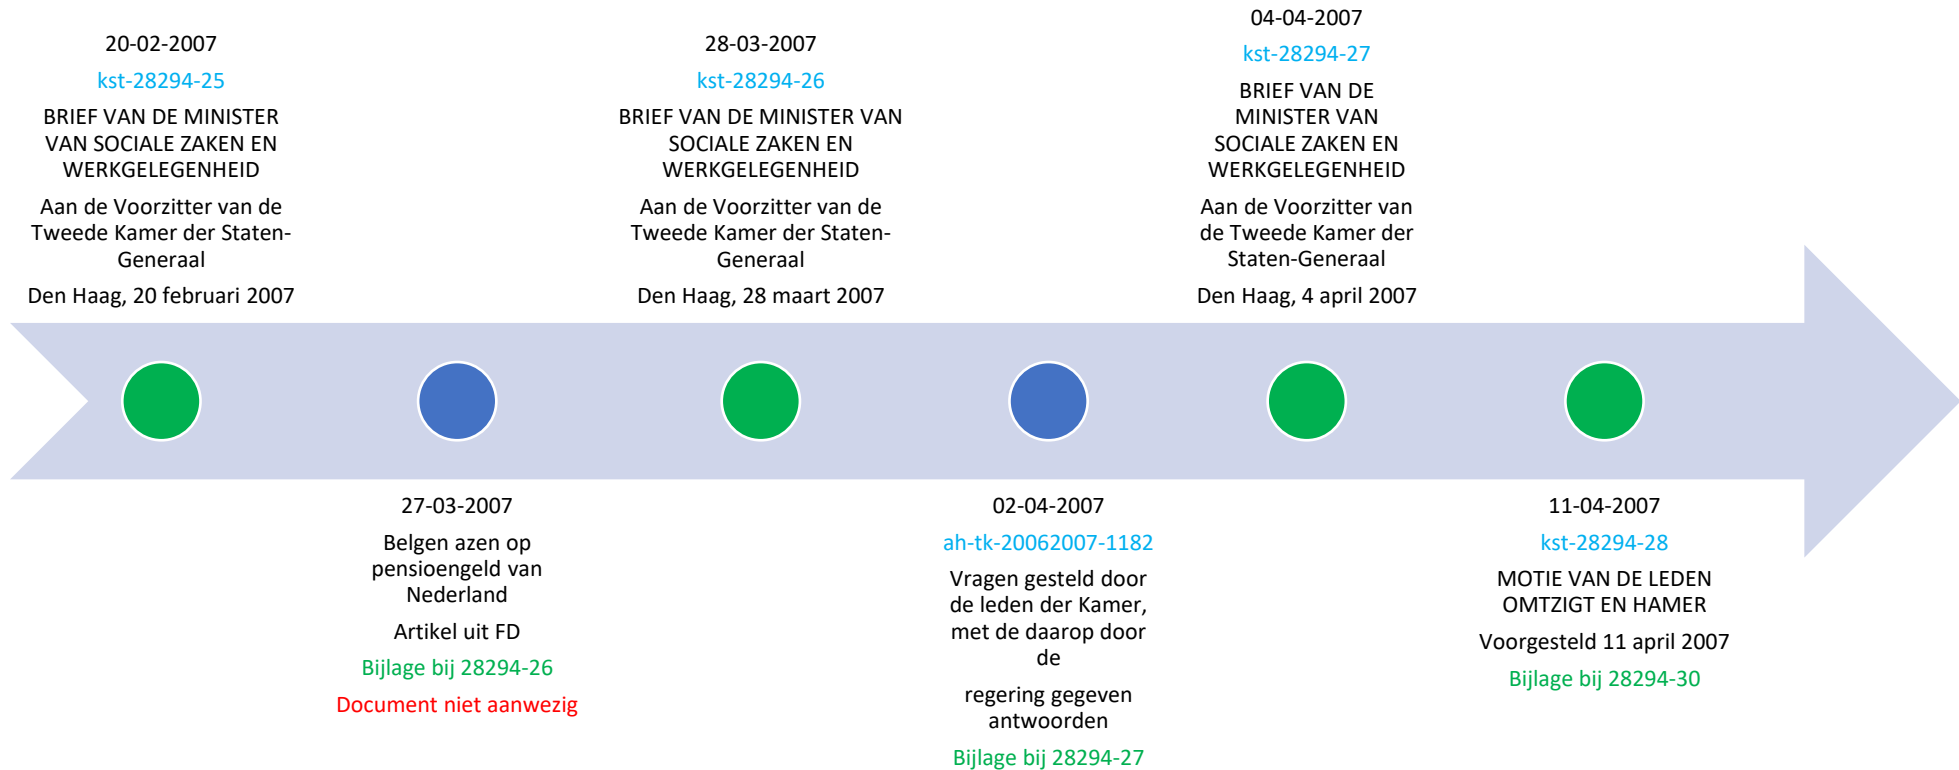 20-02-2007
kst-28294-25
BRIEF VAN DE MINISTER
VAN SOCIALE ZAKEN EN
WERKGELEGENHEID
Aan de Voorzitter van de
Tweede Kamer der Staten-
Generaal
Den Haag, 20 februari 2007
27-03-2007
Belgen azen op
pensioengeld van
Nederland
Artikel uit FD
Bijlage bij 28294-26
Document niet aanwezig
28-03-2007
kst-28294-26
BRIEF VAN DE MINISTER VAN
SOCIALE ZAKEN EN
WERKGELEGENHEID
Aan de Voorzitter van de
Tweede Kamer der Staten-
Generaal
Den Haag, 28 maart 2007
02-04-2007
ah-tk-20062007-1182
Vragen gesteld door
de leden der Kamer,
met de daarop door
de
regering gegeven
antwoorden
Bijlage bij 28294-27
04-04-2007
kst-28294-27
BRIEF VAN DE
MINISTER VAN
SOCIALE ZAKEN EN
WERKGELEGENHEID
Aan de Voorzitter van
de Tweede Kamer der
Staten-Generaal
Den Haag, 4 april 2007
11-04-2007
kst-28294-28
MOTIE VAN DE LEDEN
OMTZIGT EN HAMER
Voorgesteld 11 april 2007
Bijlage bij 28294-30